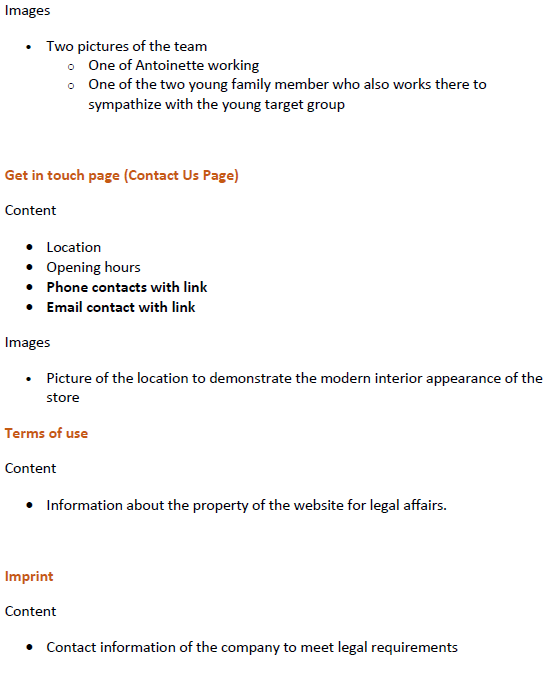 Images
• Two pictures of the team
o One of Antoinette working
o One of the two young family member who also works there to
sympathize with the young target group
Get in touch page (Contact Us Page)
Content
• Location
• Opening hours
• Phone contacts with link
• Email contact with link
Images
• Picture of the location to demonstrate the modern interior appearance of the
store
Terms of use
Content
• Information about the property of the website for legal affairs.
Imprint
Content
• Contact information of the company to meet legal requirements